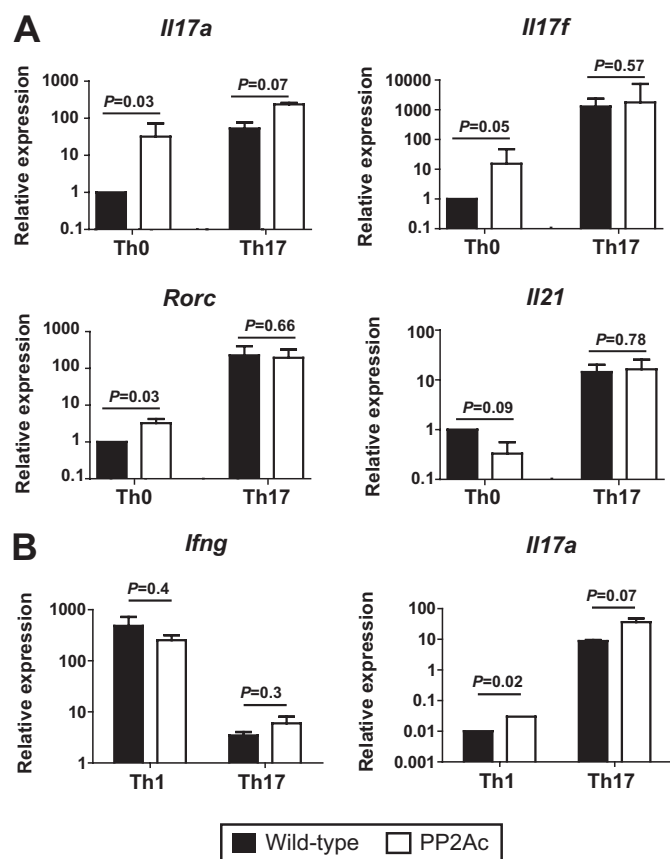 A
Il17a
Relative expression
1000
100
10
1
0.1
P=0.03
P=0.07
Th0 Th17
Il17f
Relative expression
10000
1000
100
10
1
0.1
P=0.05
P=0.57
Th0 Th17
Rorc
Relative expression
1000
100
10
1
0.1
P=0.03
P=0.66
Th0 Th17
Il21
Relative expression
100
10
1
0.1
P=0.09
P=0.78
Th0 Th17
B
Ifng
Relative expression
1000
100
10
1
P=0.4
P=0.3
Th1 Th17
Il17a
Relative expression
100
10
1
0.1
0.01
0.001
P=0.02
P=0.07
Th1 Th17
Wild-type PP2Ac